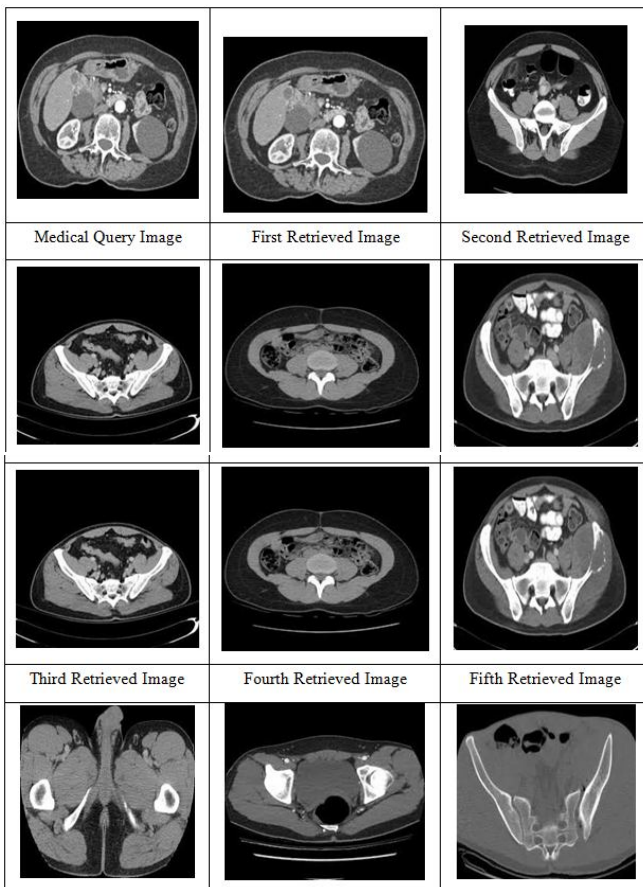 Medical Query Image
First Retrieved Image
Second Retrieved Image
Third Retrieved Image
Fourth Retrieved Image
Fifth Retrieved Image